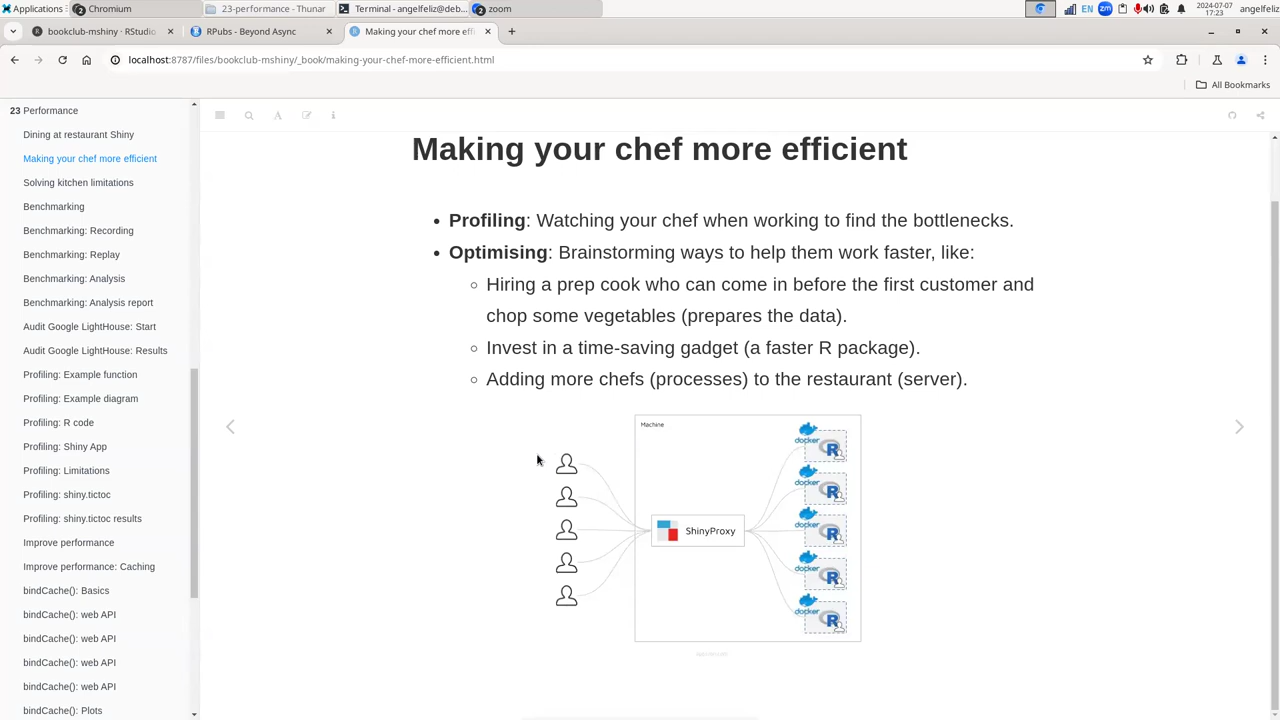 Applications
Chromium
23-performance - Thunar
Terminal - angelfeliz@deb...
zoom
EN
zm
2024-07-07
17:23
angelfeliz
bookclub-mshiny · RStudio
RPubs - Beyond Async
Making your chef more eff
localhost:8787/files/bookclub-mshiny/_book/making-your-chef-more-efficient.html
All Bookmarks
23 Performance
Dining at restaurant Shiny
Making your chef more efficient
Solving kitchen limitations
Benchmarking
Benchmarking: Recording
Benchmarking: Replay
Benchmarking: Analysis
Benchmarking: Analysis report
Audit Google LightHouse: Start
Audit Google LightHouse: Results
Profiling: Example function
Profiling: Example diagram
Profiling: R code
Profiling: Shiny App
Profiling: Limitations
Profiling: shiny.tictoc
Profiling: shiny.tictoc results
Improve performance
Improve performance: Caching
bindCache(): Basics
bindCache(): web API
bindCache(): web API
bindCache(): web API
bindCache(): web API
bindCache(): Plots
Making your chef more efficient
• Profiling: Watching your chef when working to find the bottlenecks.
• Optimising: Brainstorming ways to help them work faster, like:
◦ Hiring a prep cook who can come in before the first customer and
chop some vegetables (prepares the data).
◦ Invest in a time-saving gadget (a faster R package).
◦ Adding more chefs (processes) to the restaurant (server).
Machine
ShinyProxy
docker
R
docker
R
docker
R
docker
R
docker
R